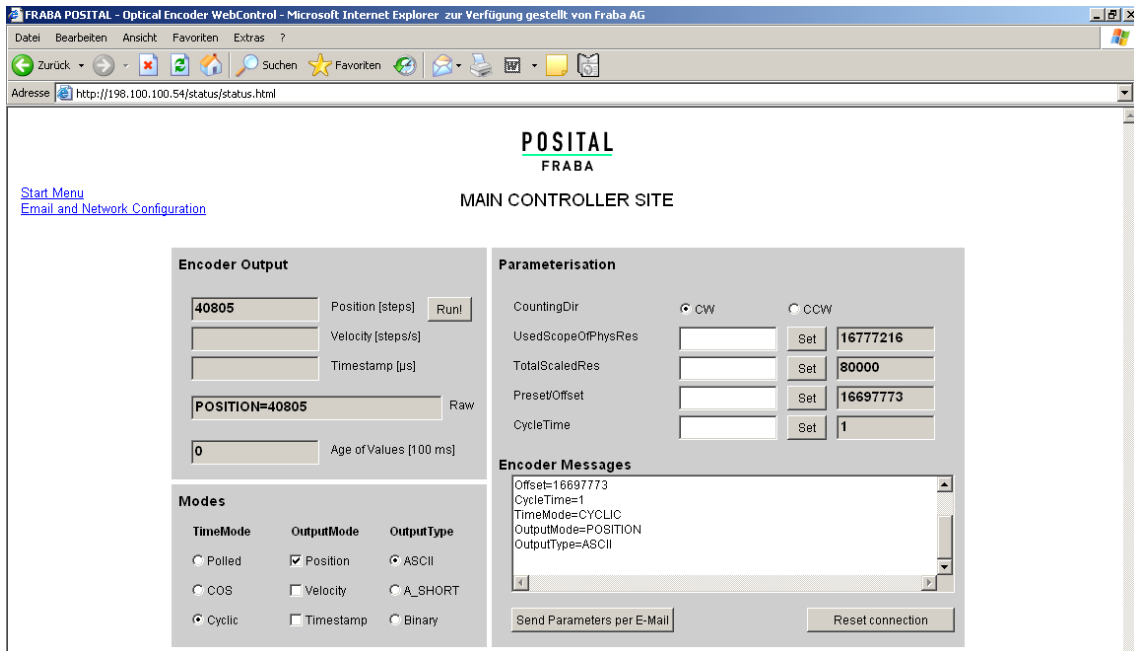 FRABA POSITAL - Optical Encoder WebControl - Microsoft Internet Explorer zur Verfügung gestellt von Fraba AG
Datei Bearbeiten Ansicht Favoriten Extras ?
Zurück Suchen Favoriten
Adresse http://198.100.100.54/status/status.html
POSITAL
FRABA
Start Menu
Email and Network Configuration
MAIN CONTROLLER SITE
Encoder Output
40805 Position [steps] Run!
Velocity [steps/s]
Timestamp [µs]
POSITION=40805 Raw
0 Age of Values [100 ms]
Modes
TimeMode OutputMode OutputType
Polled Position ASCII
COS Velocity A_SHORT
Cyclic Timestamp Binary
Parameterisation
CountingDir CW CCW
UsedScopeOfPhysRes Set 16777216
TotalScaledRes Set 80000
Preset/Offset Set 16697773
CycleTime Set 1
Encoder Messages
Offset=16697773
CycleTime=1
TimeMode=CYCLIC
OutputMode=POSITION
OutputType=ASCII
Send Parameters per E-Mail Reset connection